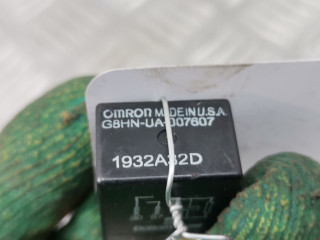 OMRON MADE IN U.S.A.
G8HN-UA-007607
1932A32D